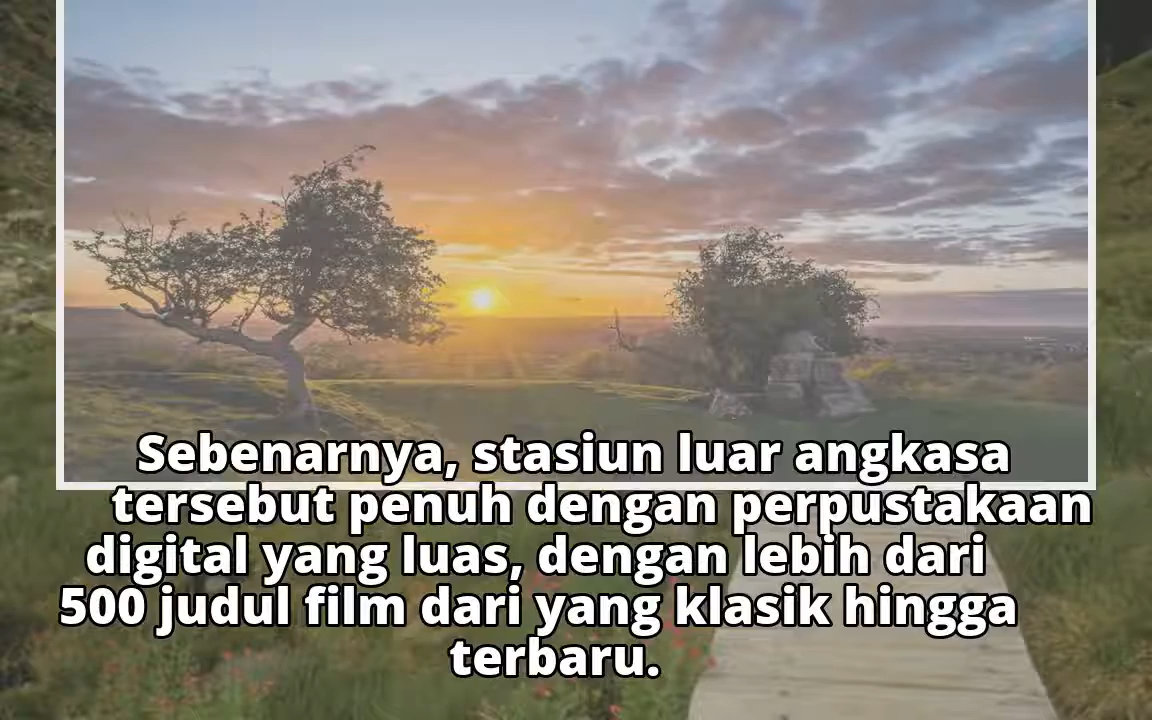 Sebenarnya, stasiun luar angkasa
tersebut penuh dengan perpustakaan
digital yang luas, dengan lebih dari
500 judul film dari yang klasik hingga
terbaru.